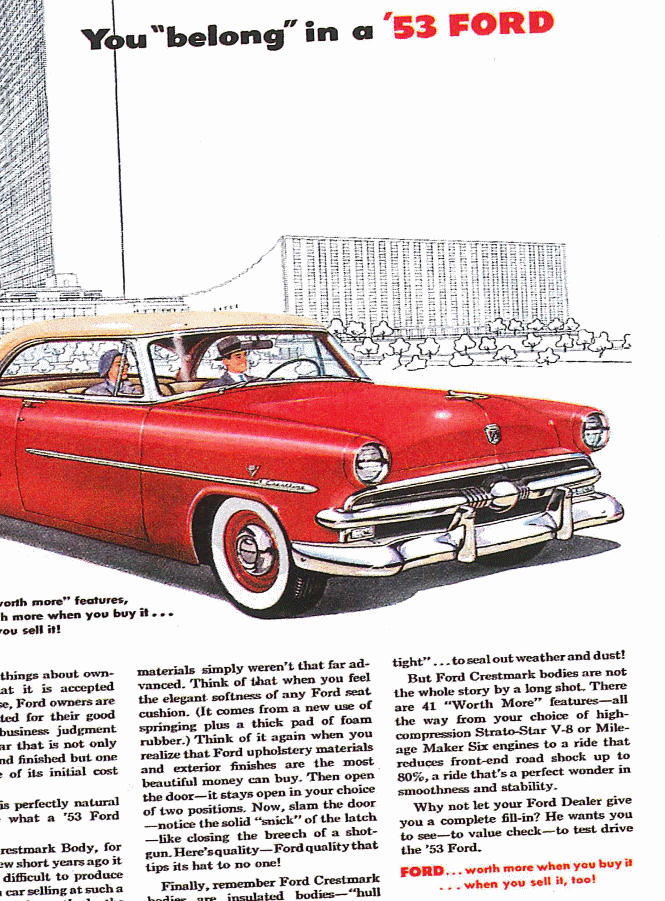 You "belong" in a '53 FORD
Crestline
worth more" features,
h more when you buy it...
you sell it!
things about own-
at it is accepted
se, Ford owners are
ted for their good
business judgment
ar that is not only
nd finished but one
e of its initial cost
is perfectly natural
what a '53 Ford
restmark Body, for
ew short years ago it
difficult to produce
car selling at such a
materials simply weren't that far ad-
vanced. Think of that when you feel
the elegant softness of any Ford seat
cushion. (It comes from a new use of
springing plus a thick pad of foam
rubber.) Think of it again when you
realize that Ford upholstery materials
and exterior finishes are the most
beautiful money can buy. Then open
the door—it stays open in your choice
of two positions. Now, slam the door
—notice the solid "snick" of the latch
—like closing the breech of a shot-
gun. Here's quality—Ford quality that
tips its hat to no one!
Finally, remember Ford Crestmark
bodies are insulated bodies—"hull
tight" ... to seal out weather and dust!
But Ford Crestmark bodies are not
the whole story by a long shot. There
are 41 "Worth More" features—all
the way from your choice of high-
compression Strato-Star V-8 or Mile-
age Maker Six engines to a ride that
reduces front-end road shock up to
80%, a ride that's a perfect wonder in
smoothness and stability.
Why not let your Ford Dealer give
you a complete fill-in? He wants you
to see—to value check—to test drive
the '53 Ford.
FORD... worth more when you buy it
... when you sell it, too!